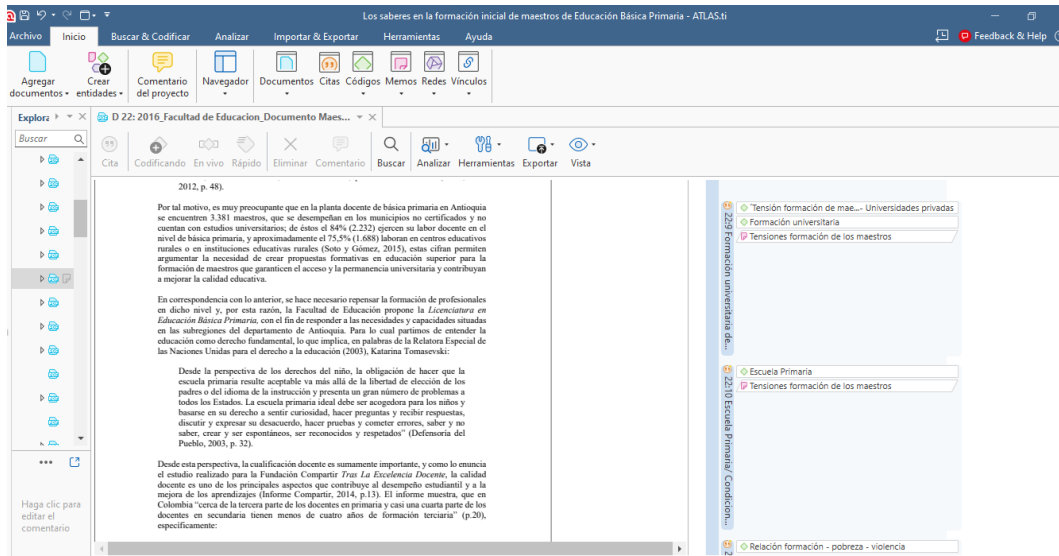 Los saberes en la formación inicial de maestros de Educación Básica Primaria - ATLAS.ti
Archivo Inicio Buscar & Codificar Analizar Importar & Exportar Herramientas Ayuda
Feedback & Help
Agregar documentos
Crear entidades
Comentario del proyecto
Navegador
Documentos Citas Códigos Memos Redes Vínculos
Explora
D 22: 2016_Facultad de Educacion_Documento Maes...
Buscar
Cita Codificando En vivo Rápido Eliminar Comentario Buscar Analizar Herramientas Exportar Vista
2012, p. 48).
Por tal motivo, es muy preocupante que en la planta docente de básica primaria en Antioquia
se encuentren 3.381 maestros, que se desempeñan en los municipios no certificados y no
cuentan con estudios universitarios; de éstos el 84% (2.232) ejercen su labor docente en el
nivel de básica primaria, y aproximadamente el 75,5% (1.688) laboran en centros educativos
rurales o en instituciones educativas rurales (Soto y Gómez, 2015), estas cifran permiten
argumentar la necesidad de crear propuestas formativas en educación superior para la
formación de maestros que garanticen el acceso y la permanencia universitaria y contribuyan
a mejorar la calidad educativa.
En correspondencia con lo anterior, se hace necesario repensar la formación de profesionales
en dicho nivel y, por esta razón, la Facultad de Educación propone la Licenciatura en
Educación Básica Primaria, con el fin de responder a las necesidades y capacidades situadas
en las subregiones del departamento de Antioquia. Para lo cual partimos de entender la
educación como derecho fundamental, lo que implica, en palabras de la Relatora Especial de
las Naciones Unidas para el derecho a la educación (2003), Katarina Tomasevski:
Desde la perspectiva de los derechos del niño, la obligación de hacer que la
escuela primaria resulte aceptable va más allá de la libertad de elección de los
padres o del idioma de la instrucción y presenta un gran número de problemas a
todos los Estados. La escuela primaria ideal debe ser acogedora para los niños y
basarse en su derecho a sentir curiosidad, hacer preguntas y recibir respuestas,
discutir y expresar su desacuerdo, hacer pruebas y cometer errores, saber y no
saber, crear y ser espontáneos, ser reconocidos y respetados” (Defensoría del
Pueblo, 2003, p. 32).
Desde esta perspectiva, la cualificación docente es sumamente importante, y como lo enuncia
el estudio realizado para la Fundación Compartir Tras La Excelencia Docente, la calidad
docente es uno de los principales aspectos que contribuye al desempeño estudiantil y a la
mejora de los aprendizajes (Informe Compartir, 2014, p.13). El informe muestra, que en
Colombia “cerca de la tercera parte de los docentes en primaria y casi una cuarta parte de los
docentes en secundaria tienen menos de cuatro años de formación terciaria” (p.20),
específicamente:
22:9 Formación universitaria de...
Tensión formación de mae...- Universidades privadas
Formación universitaria
Tensiones formación de los maestros
22:10 Escuela Primaria/ Condicion...
Escuela Primaria
Tensiones formación de los maestros
Relación formación - pobreza - violencia
Haga clic para
editar el
comentario